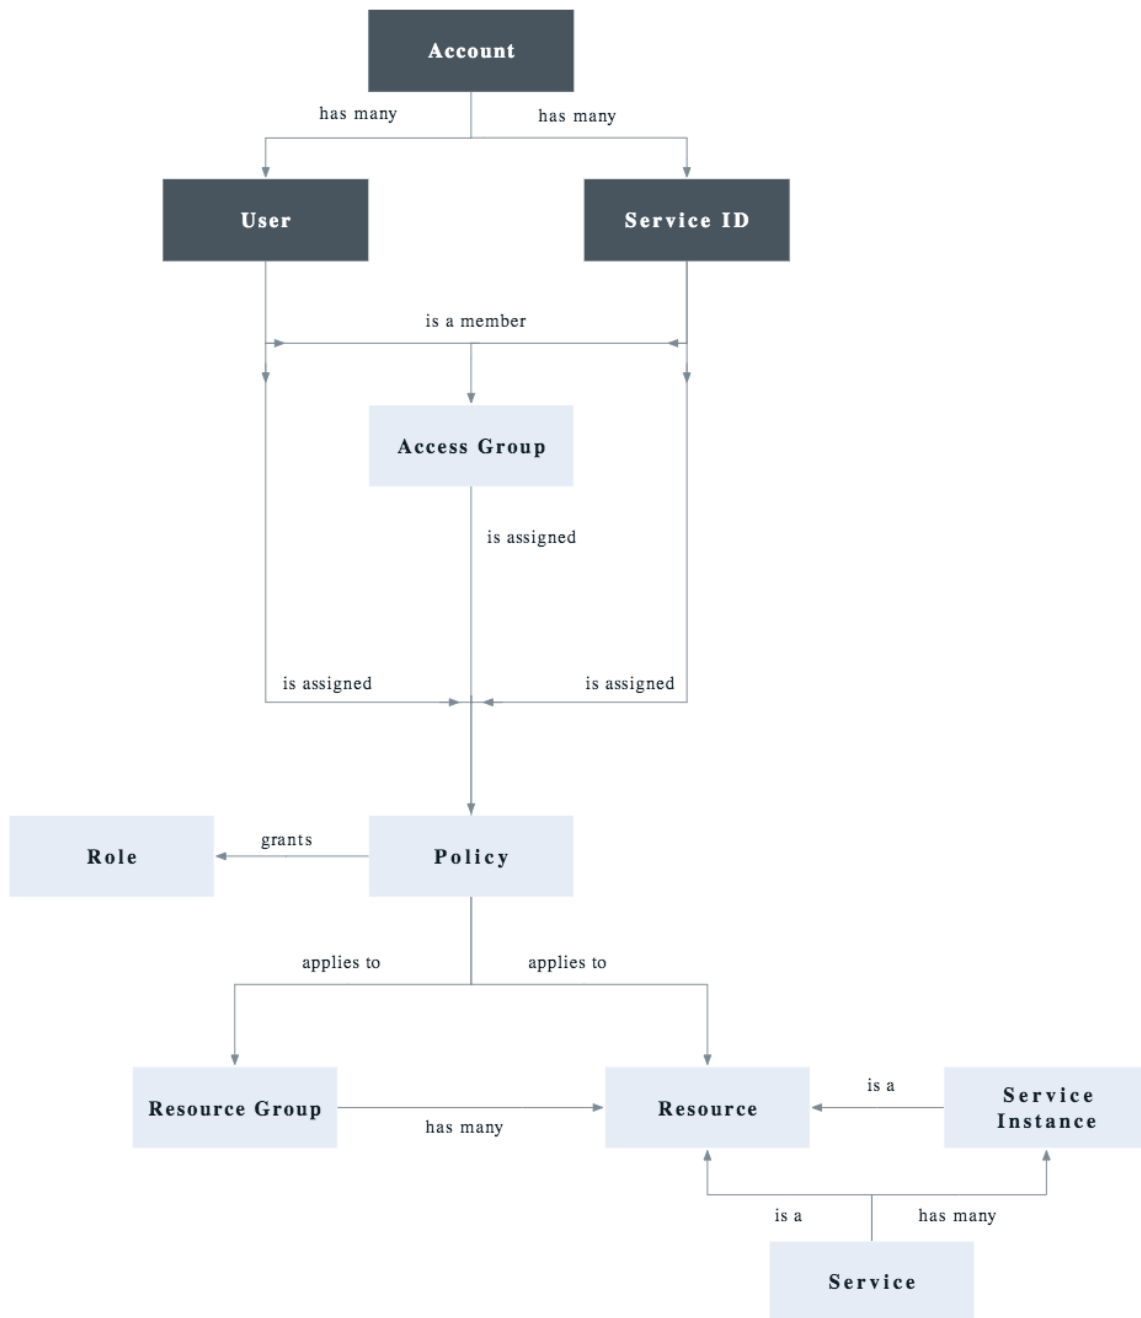 Account
has many
has many
User
Service ID
is a member
Access Group
is assigned
is assigned
is assigned
Role
grants
Policy
applies to
applies to
Resource Group
has many
Resource
is a
Service
Instance
is a
has many
Service